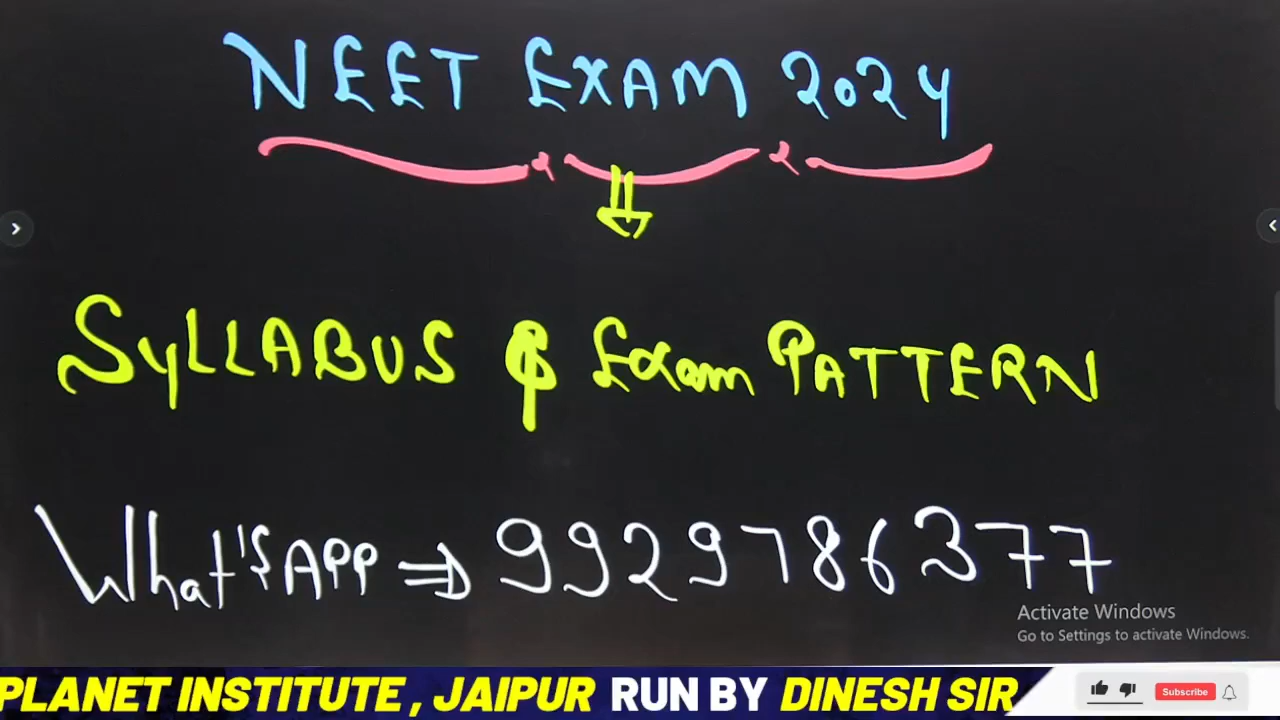 NEET EXAM 2024
SYLLABUS & Exam PATTERN
What'sAPP ⇒ 9929786377
Activate Windows
Go to Settings to activate Windows.
PLANET INSTITUTE, JAIPUR RUN BY DINESH SIR
Subscribe